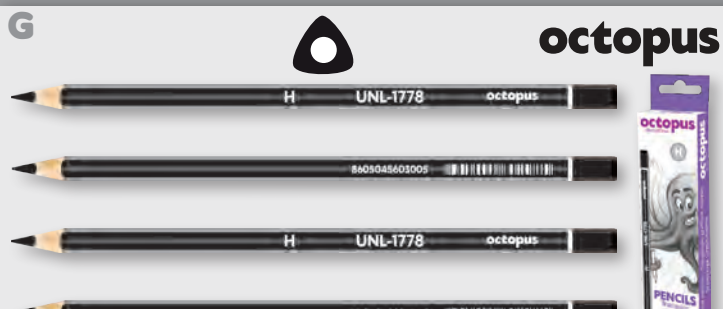 G
octopus
H UNL-1778 octopus
8605045603005
H UNL-1778 octopus
octopus
H
octopus
PENCILS